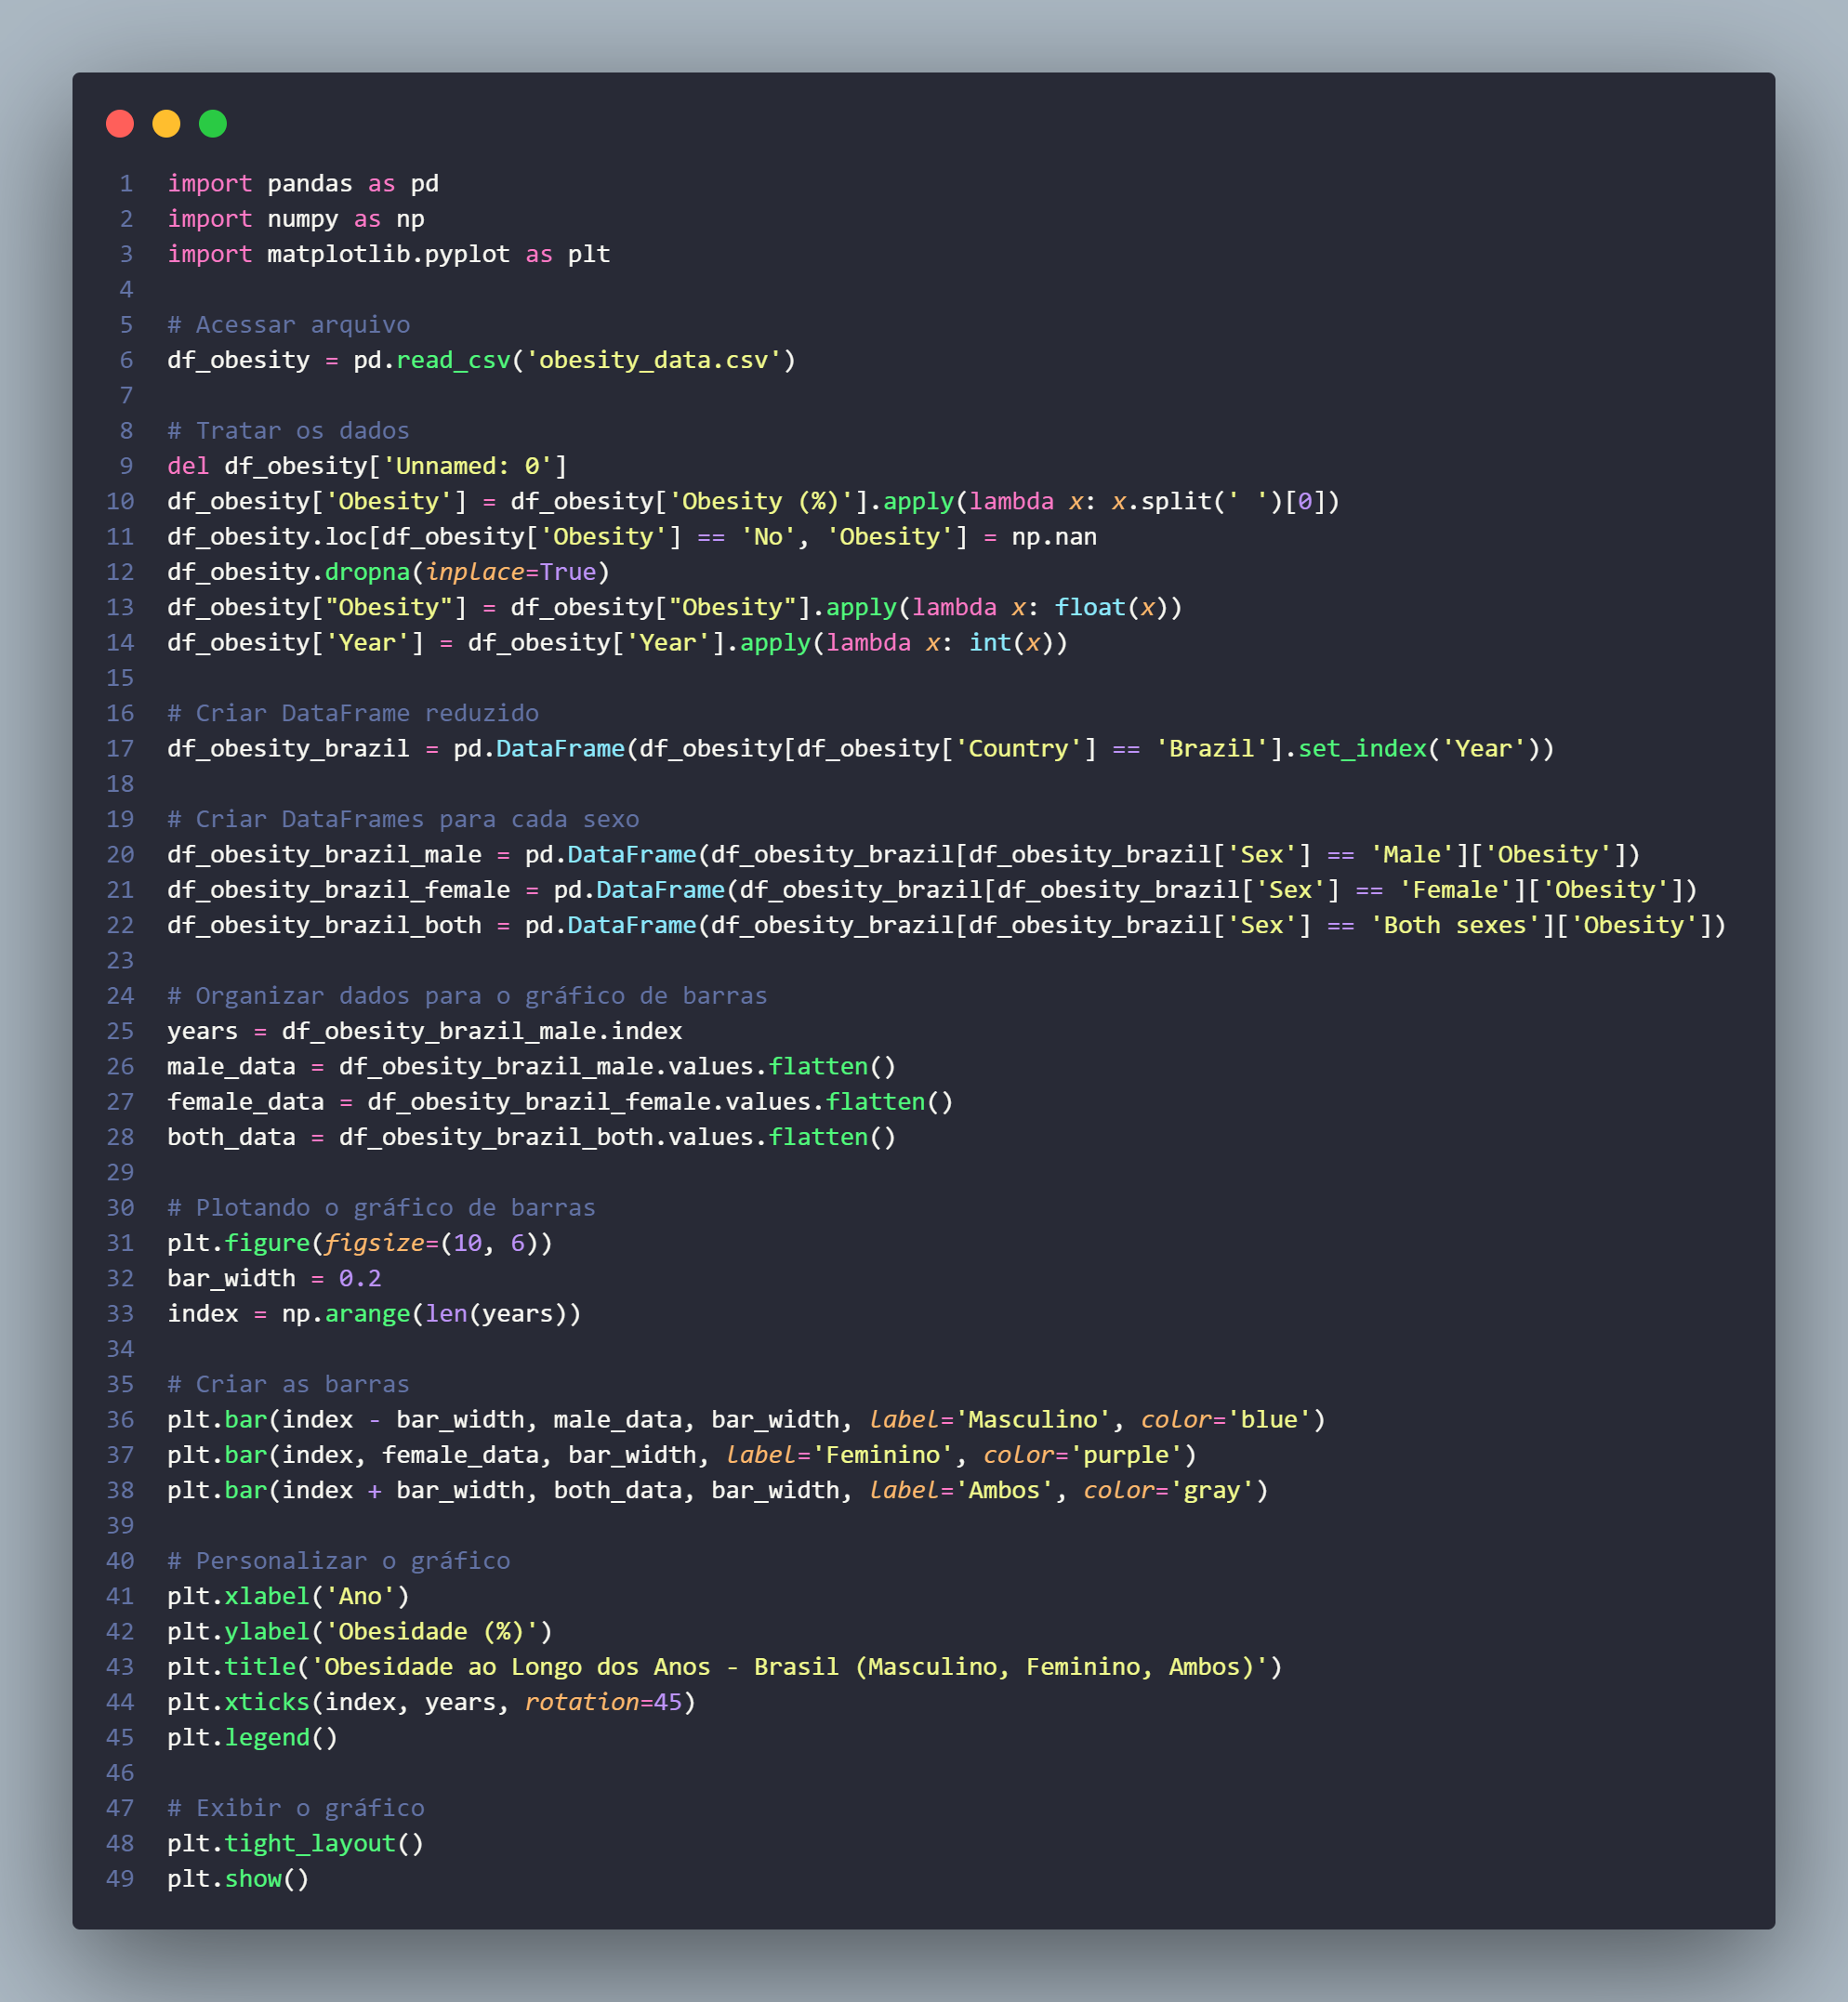 1 import pandas as pd
2 import numpy as np
3 import matplotlib.pyplot as plt
4
5 # Acessar arquivo
6 df_obesity = pd.read_csv('obesity_data.csv')
7
8 # Tratar os dados
9 del df_obesity['Unnamed: 0']
10 df_obesity['Obesity'] = df_obesity['Obesity (%)'].apply(lambda x: x.split(' ')[0])
11 df_obesity.loc[df_obesity['Obesity'] == 'No', 'Obesity'] = np.nan
12 df_obesity.dropna(inplace=True)
13 df_obesity["Obesity"] = df_obesity["Obesity"].apply(lambda x: float(x))
14 df_obesity['Year'] = df_obesity['Year'].apply(lambda x: int(x))
15
16 # Criar DataFrame reduzido
17 df_obesity_brazil = pd.DataFrame(df_obesity[df_obesity['Country'] == 'Brazil'].set_index('Year'))
18
19 # Criar DataFrames para cada sexo
20 df_obesity_brazil_male = pd.DataFrame(df_obesity_brazil[df_obesity_brazil['Sex'] == 'Male']['Obesity'])
21 df_obesity_brazil_female = pd.DataFrame(df_obesity_brazil[df_obesity_brazil['Sex'] == 'Female']['Obesity'])
22 df_obesity_brazil_both = pd.DataFrame(df_obesity_brazil[df_obesity_brazil['Sex'] == 'Both sexes']['Obesity'])
23
24 # Organizar dados para o gráfico de barras
25 years = df_obesity_brazil_male.index
26 male_data = df_obesity_brazil_male.values.flatten()
27 female_data = df_obesity_brazil_female.values.flatten()
28 both_data = df_obesity_brazil_both.values.flatten()
29
30 # Plotando o gráfico de barras
31 plt.figure(figsize=(10, 6))
32 bar_width = 0.2
33 index = np.arange(len(years))
34
35 # Criar as barras
36 plt.bar(index - bar_width, male_data, bar_width, label='Masculino', color='blue')
37 plt.bar(index, female_data, bar_width, label='Feminino', color='purple')
38 plt.bar(index + bar_width, both_data, bar_width, label='Ambos', color='gray')
39
40 # Personalizar o gráfico
41 plt.xlabel('Ano')
42 plt.ylabel('Obesidade (%)')
43 plt.title('Obesidade ao Longo dos Anos - Brasil (Masculino, Feminino, Ambos)')
44 plt.xticks(index, years, rotation=45)
45 plt.legend()
46
47 # Exibir o gráfico
48 plt.tight_layout()
49 plt.show()